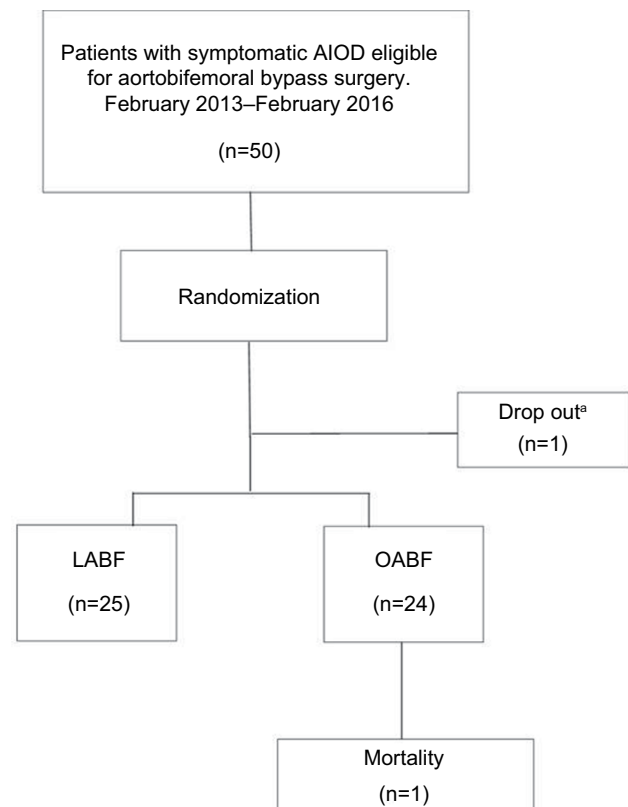 Patients with symptomatic AIOD eligible
for aortobifemoral bypass surgery.
February 2013–February 2016
(n=50)
Randomization
Drop outᵃ
(n=1)
LABF
(n=25)
OABF
(n=24)
Mortality
(n=1)